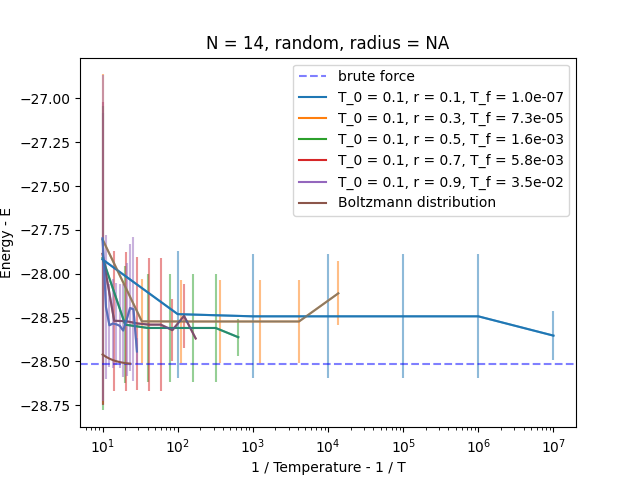 N = 14, random, radius = NA
brute force
T_0 = 0.1, r = 0.1, T_f = 1.0e-07
T_0 = 0.1, r = 0.3, T_f = 7.3e-05
T_0 = 0.1, r = 0.5, T_f = 1.6e-03
T_0 = 0.1, r = 0.7, T_f = 5.8e-03
T_0 = 0.1, r = 0.9, T_f = 3.5e-02
Boltzmann distribution
Energy - E
−27.00
−27.25
−27.50
−27.75
−28.00
−28.25
−28.50
−28.75
10¹ 10² 10³ 10⁴ 10⁵ 10⁶ 10⁷
1 / Temperature - 1 / T